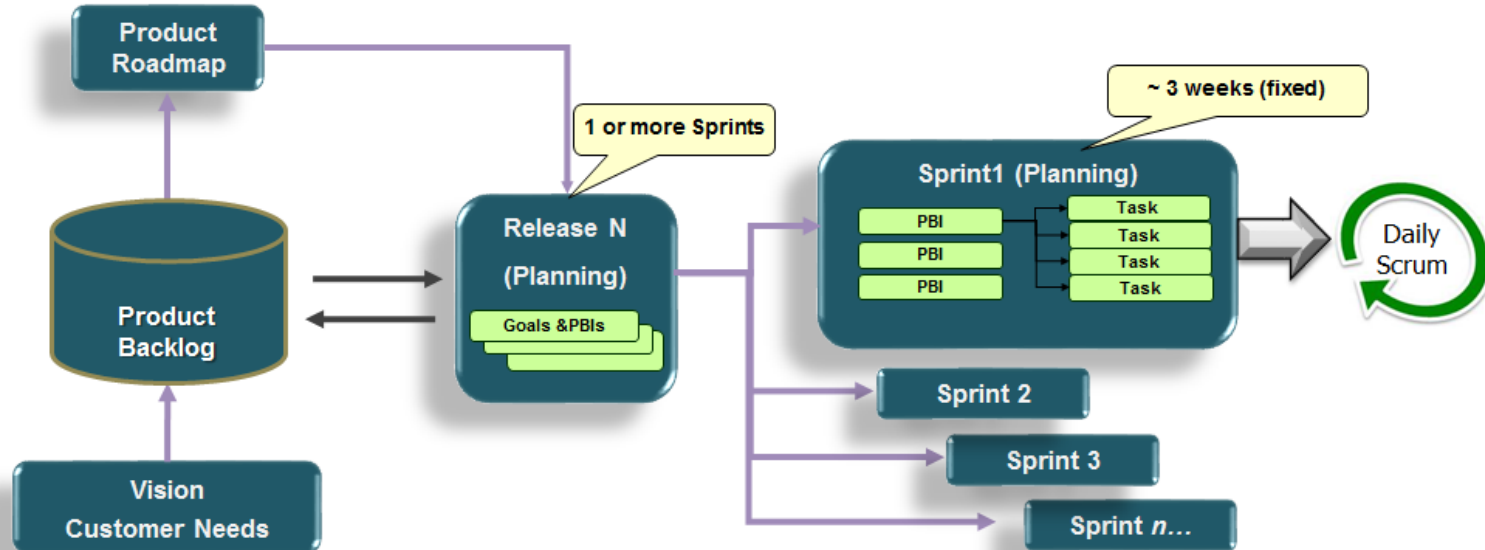 Product
Roadmap
1 or more Sprints
~ 3 weeks (fixed)
Sprint1 (Planning)
PBI
PBI
PBI
Task
Task
Task
Task
Daily
Scrum
Release N
(Planning)
Goals &PBIs
Product
Backlog
Sprint 2
Sprint 3
Sprint n...
Vision
Customer Needs